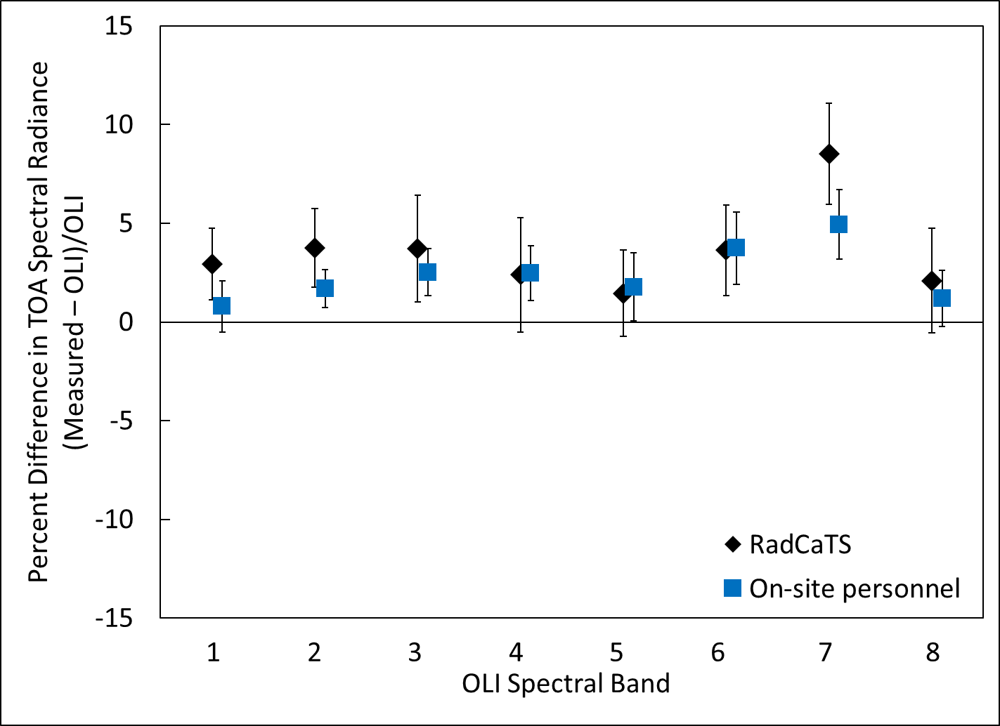 Percent Difference in TOA Spectral Radiance
(Measured – OLI)/OLI
15
10
5
0
-5
-10
-15
RadCaTS
On-site personnel
1 2 3 4 5 6 7 8
OLI Spectral Band